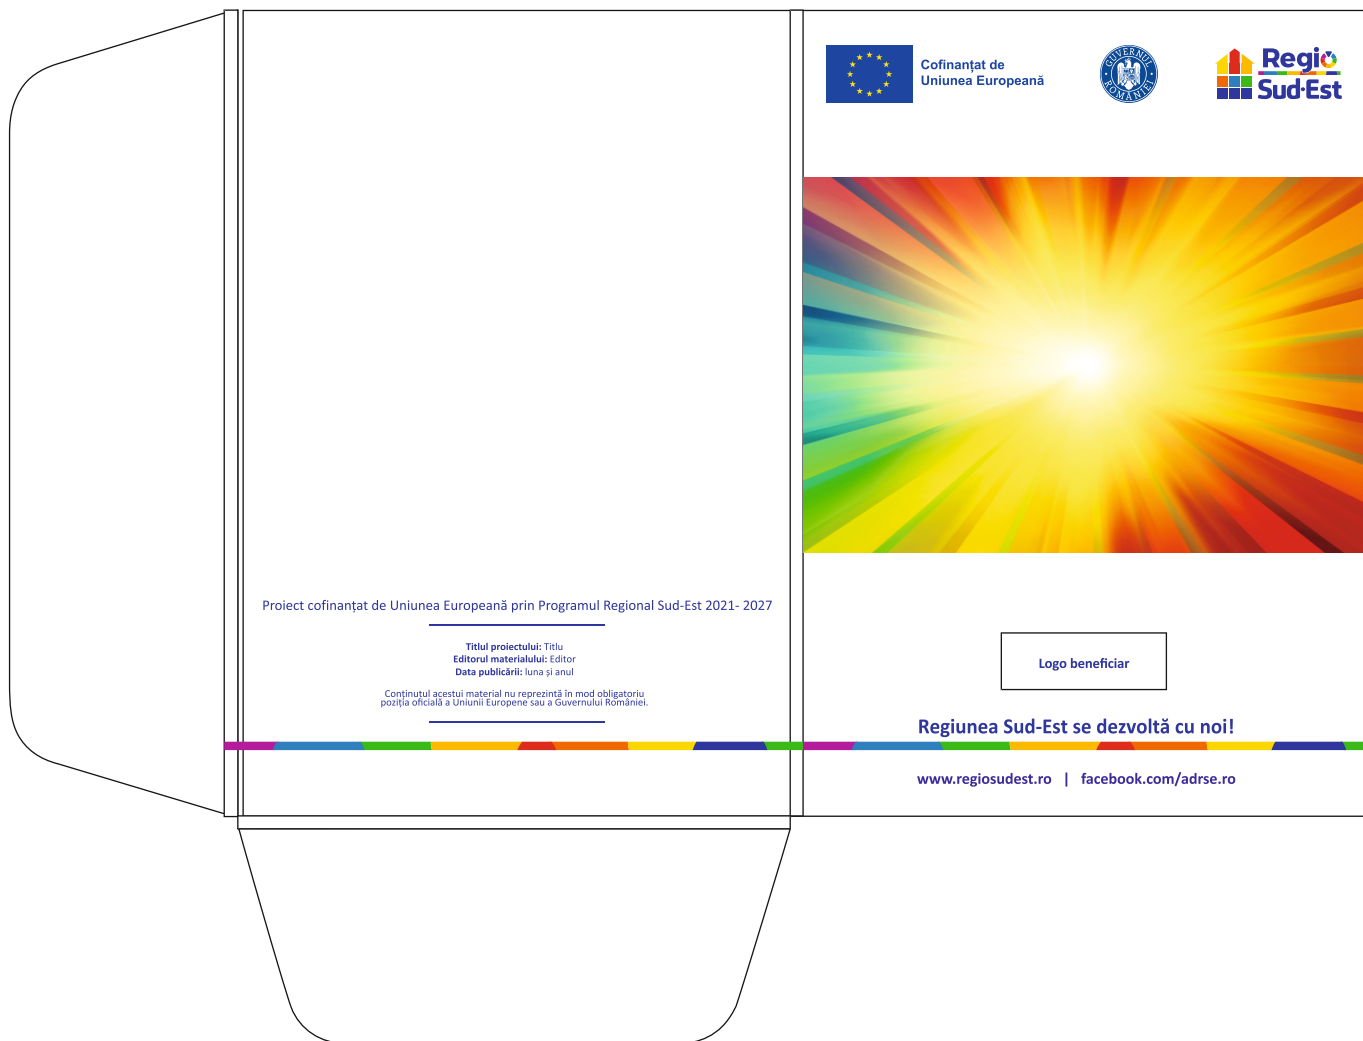 Cofinanțat de
Uniunea Europeană
GUVERNUL ROMÂNIEI
Regio
Sud-Est
Proiect cofinanțat de Uniunea Europeană prin Programul Regional Sud-Est 2021- 2027
Titlul proiectului: Titlu
Editorul materialului: Editor
Data publicării: luna și anul
Conținutul acestui material nu reprezintă în mod obligatoriu
poziția oficială a Uniunii Europene sau a Guvernului României.
Logo beneficiar
Regiunea Sud-Est se dezvoltă cu noi!
www.regiosudest.ro | facebook.com/adrse.ro